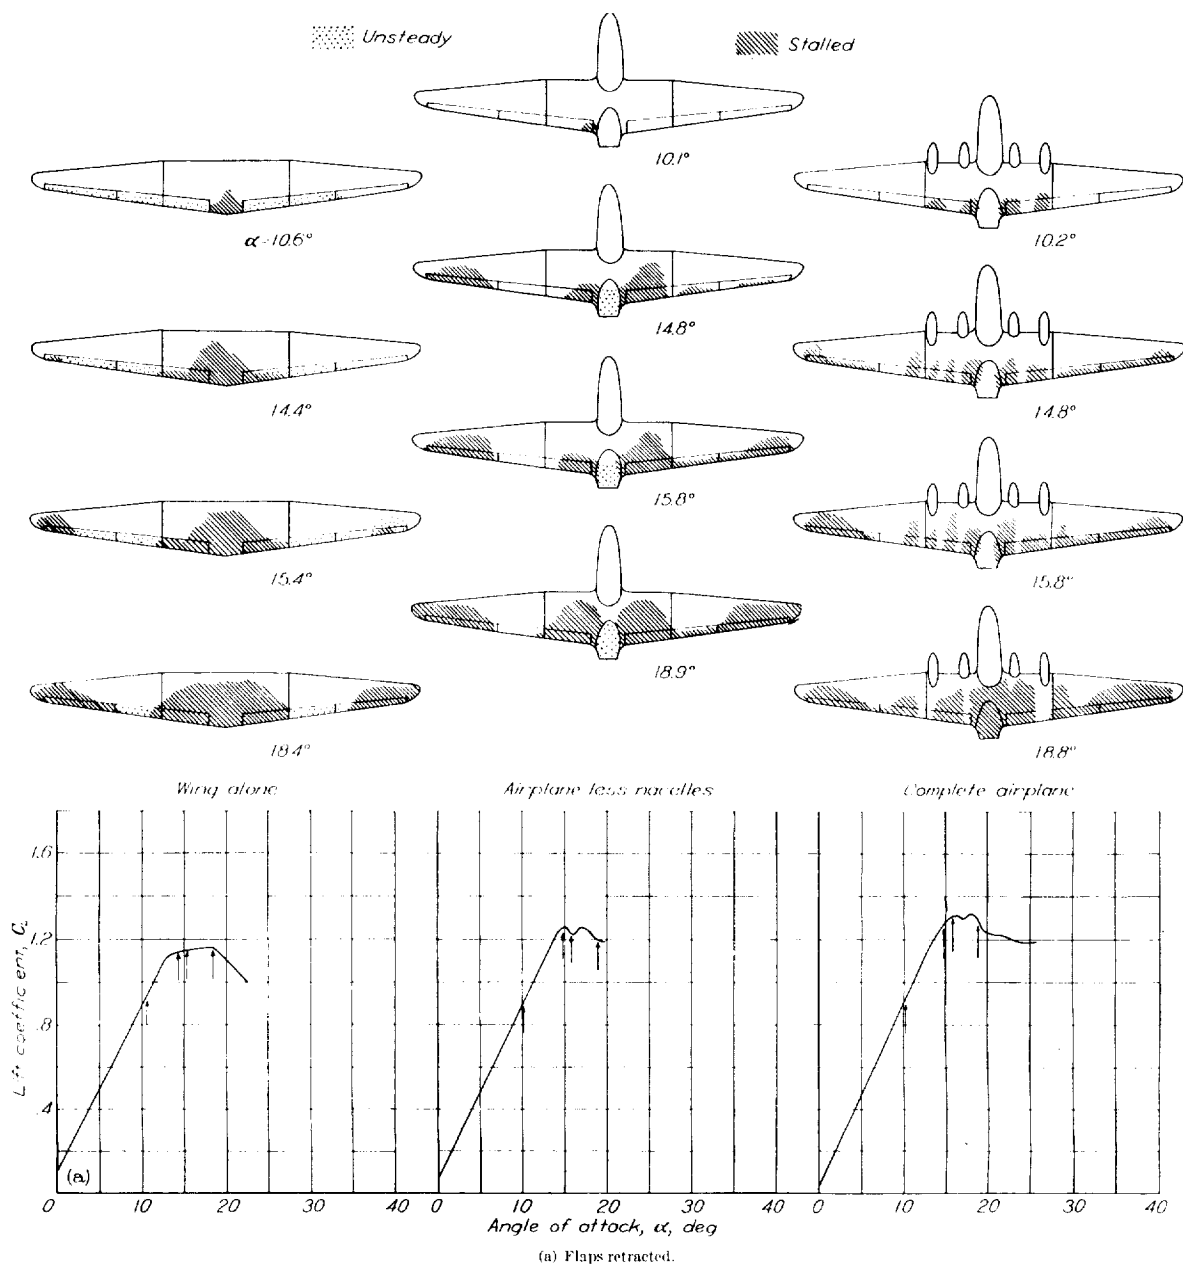 Unsteady
Stalled
10.1°
α=10.6°
10.2°
14.8°
14.4°
14.8°
15.8°
15.4°
15.8°
18.9°
18.4°
18.8°
Wing alone
Airplane less nacelles
Complete airplane
Lift coefficient, C_L
1.6
1.2
.8
.4
(a)
0 10 20 30 40 0 10 20 30 40 0 10 20 30 40
Angle of attack, α, deg
(a) Flaps retracted.